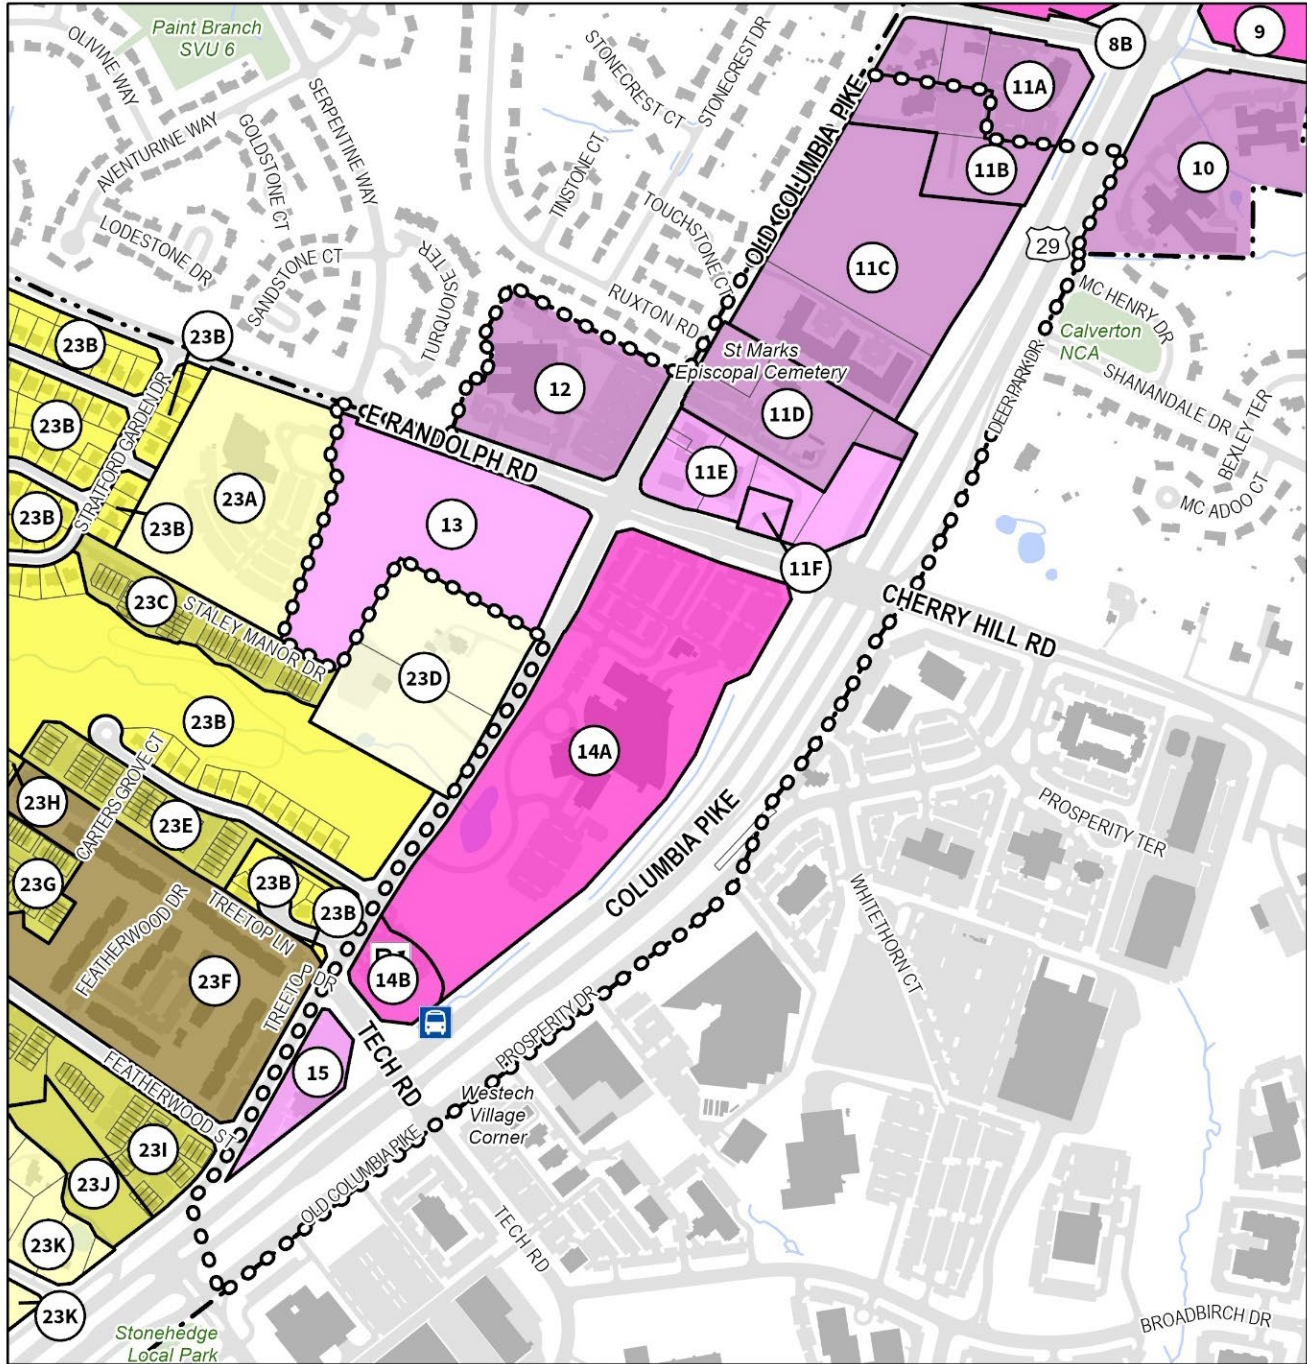 Paint Branch
SVU 6
OLIVINE WAY
AVENTURINE WAY
GOLDSTONE CT
SERPENTINE WAY
LODESTONE DR
SANDSTONE CT
TURQUOISE TER
STONECREST CT
STONECREST DR
TINSTONE CT
TOUCHSTONE CT
RUXTON RD
OLD COLUMBIA PIKE
8B
9
11A
11B
10
11C
29
MC HENRY DR
Calverton
NCA
SHANANDALE DR
DEER PARK DR
BEXLEY TER
MC ADOO CT
St Marks
Episcopal Cemetery
12
11D
11E
11F
E RANDOLPH RD
CHERRY HILL RD
23B
23B
23B
23B
23B
STRATFORD GARDEN DR
23A
13
23C
STALEY MANOR DR
23D
23B
14A
COLUMBIA PIKE
PROSPERITY TER
WHITETHORN CT
23H
CARTERS GROVE CT
23E
23G
23B
23B
FEATHERWOOD DR
TREETOP LN
23F
TREETOP DR
14B
TECH RD
15
PROSPERITY DR
Westech
Village
Corner
FEATHERWOOD ST
23I
23J
23K
23K
OLD COLUMBIA PIKE
TECH RD
BROADBIRCH DR
Stonehedge
Local Park